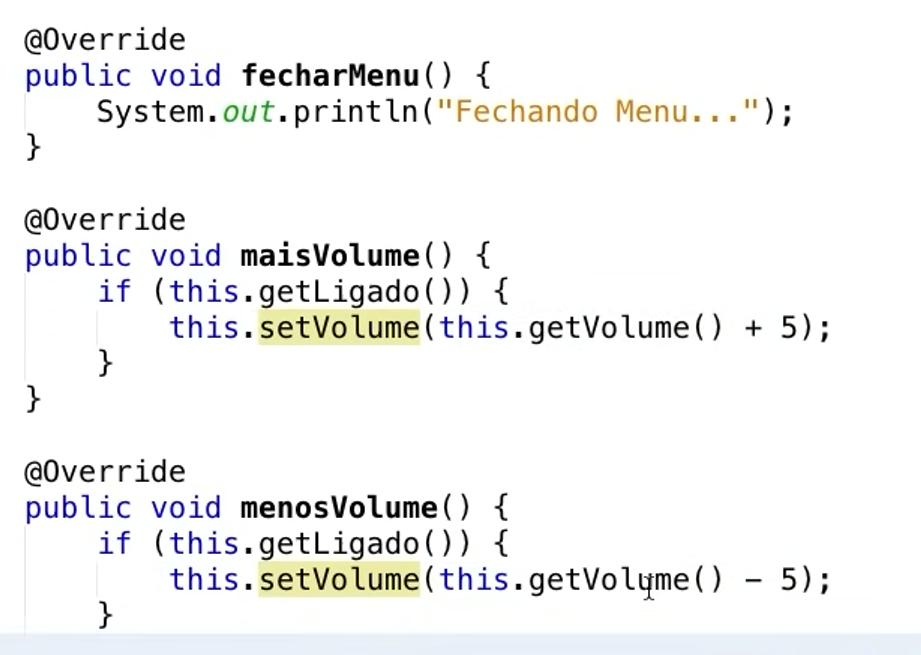 @Override
public void fecharMenu() {
    System.out.println("Fechando Menu...");
}

@Override
public void maisVolume() {
    if (this.getLigado()) {
        this.setVolume(this.getVolume() + 5);
    }
}

@Override
public void menosVolume() {
    if (this.getLigado()) {
        this.setVolume(this.getVolume() - 5);
    }